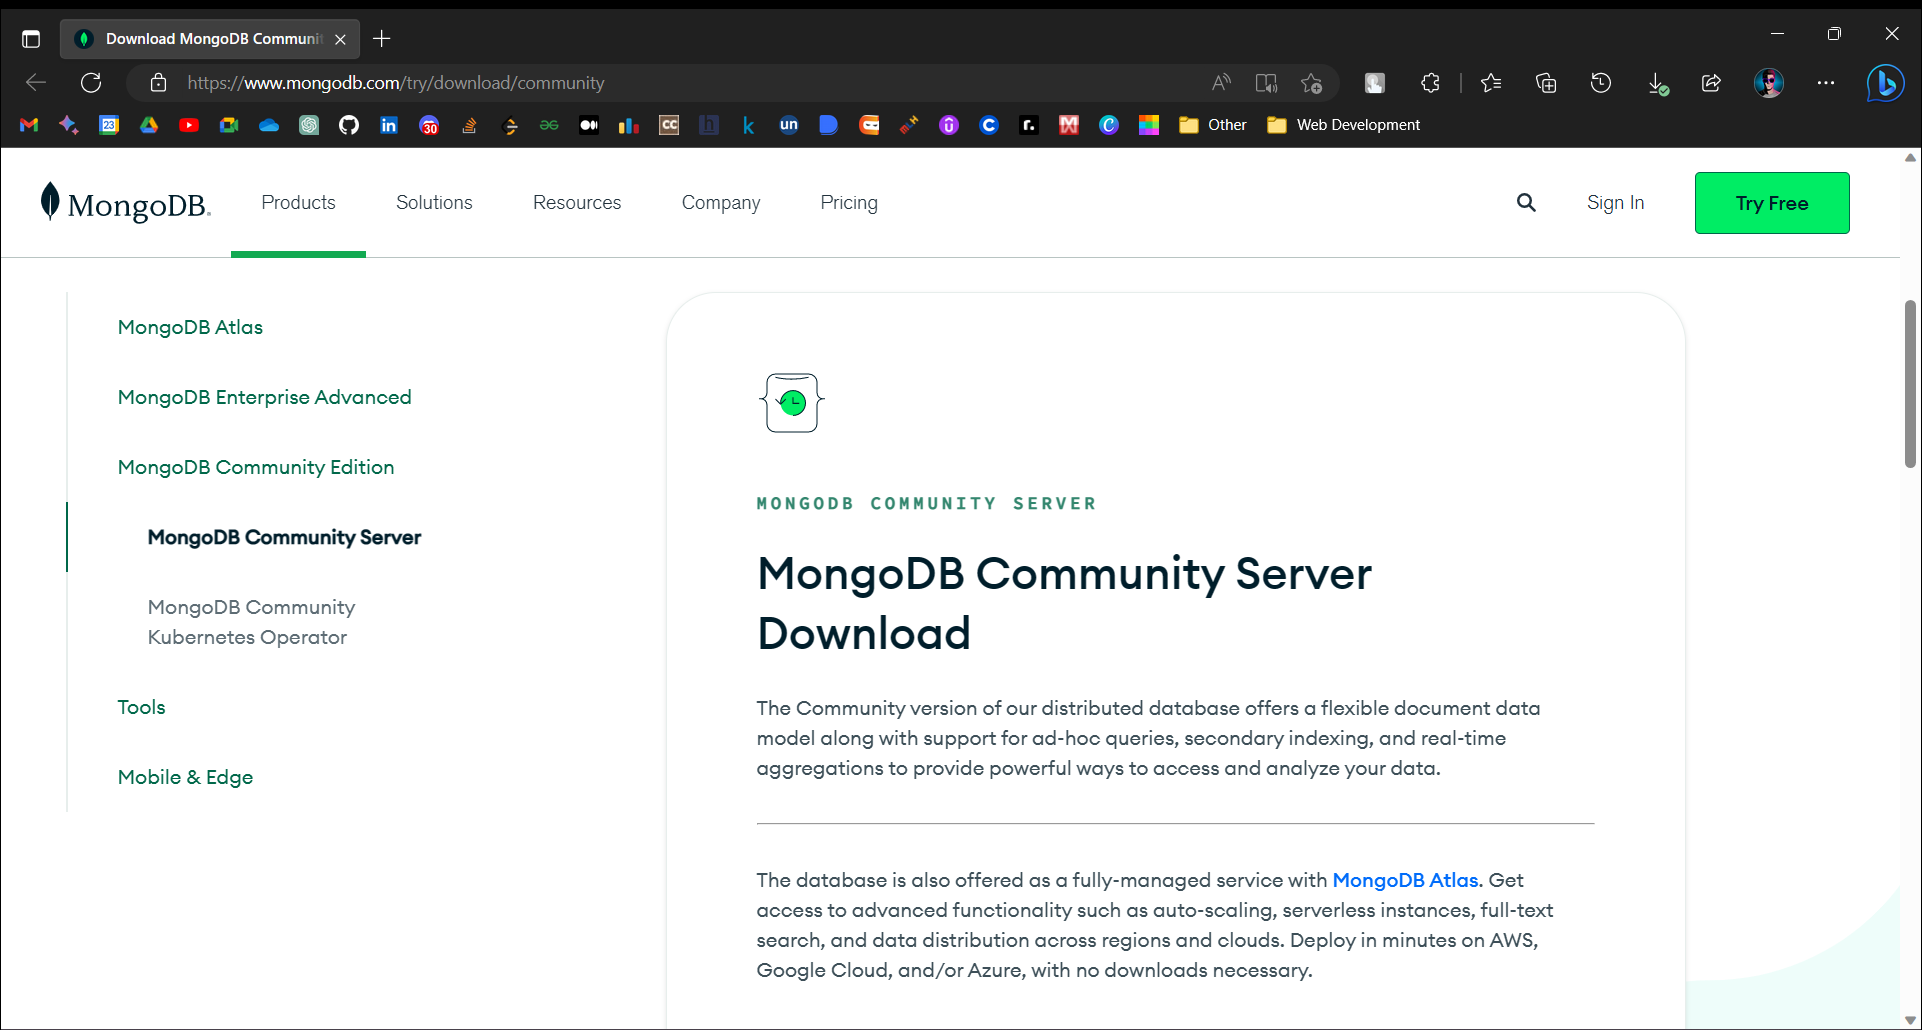 Download MongoDB Communit
https://www.mongodb.com/try/download/community
23
30
CC
h
k
un
C
r.
C
Other
Web Development
MongoDB.
Products
Solutions
Resources
Company
Pricing
Sign In
Try Free
MongoDB Atlas
MongoDB Enterprise Advanced
MongoDB Community Edition
MongoDB Community Server
MongoDB Community
Kubernetes Operator
Tools
Mobile & Edge
MONGODB COMMUNITY SERVER
MongoDB Community Server
Download
The Community version of our distributed database offers a flexible document data
model along with support for ad-hoc queries, secondary indexing, and real-time
aggregations to provide powerful ways to access and analyze your data.
The database is also offered as a fully-managed service with MongoDB Atlas. Get
access to advanced functionality such as auto-scaling, serverless instances, full-text
search, and data distribution across regions and clouds. Deploy in minutes on AWS,
Google Cloud, and/or Azure, with no downloads necessary.